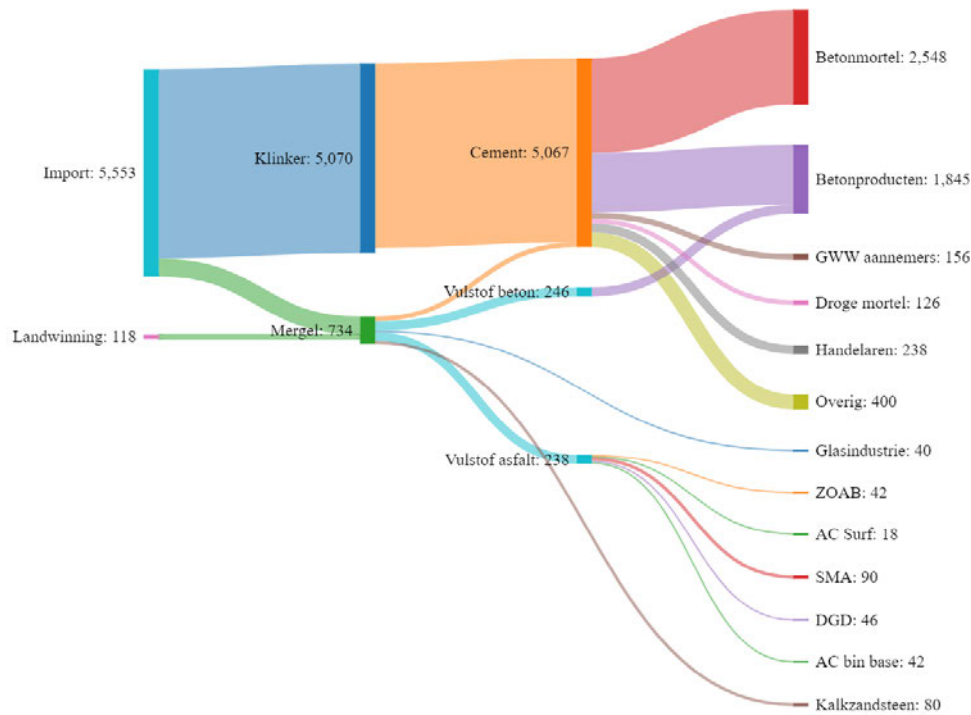 Import: 5,553
Landwinning: 118
Klinker: 5,070
Mergel: 734
Cement: 5,067
Vulstof beton: 246
Vulstof asfalt: 238
Betonmortel: 2,548
Betonproducten: 1,845
GWW aannemers: 156
Droge mortel: 126
Handelaren: 238
Overig: 400
Glasindustrie: 40
ZOAB: 42
AC Surf: 18
SMA: 90
DGD: 46
AC bin base: 42
Kalkzandsteen: 80